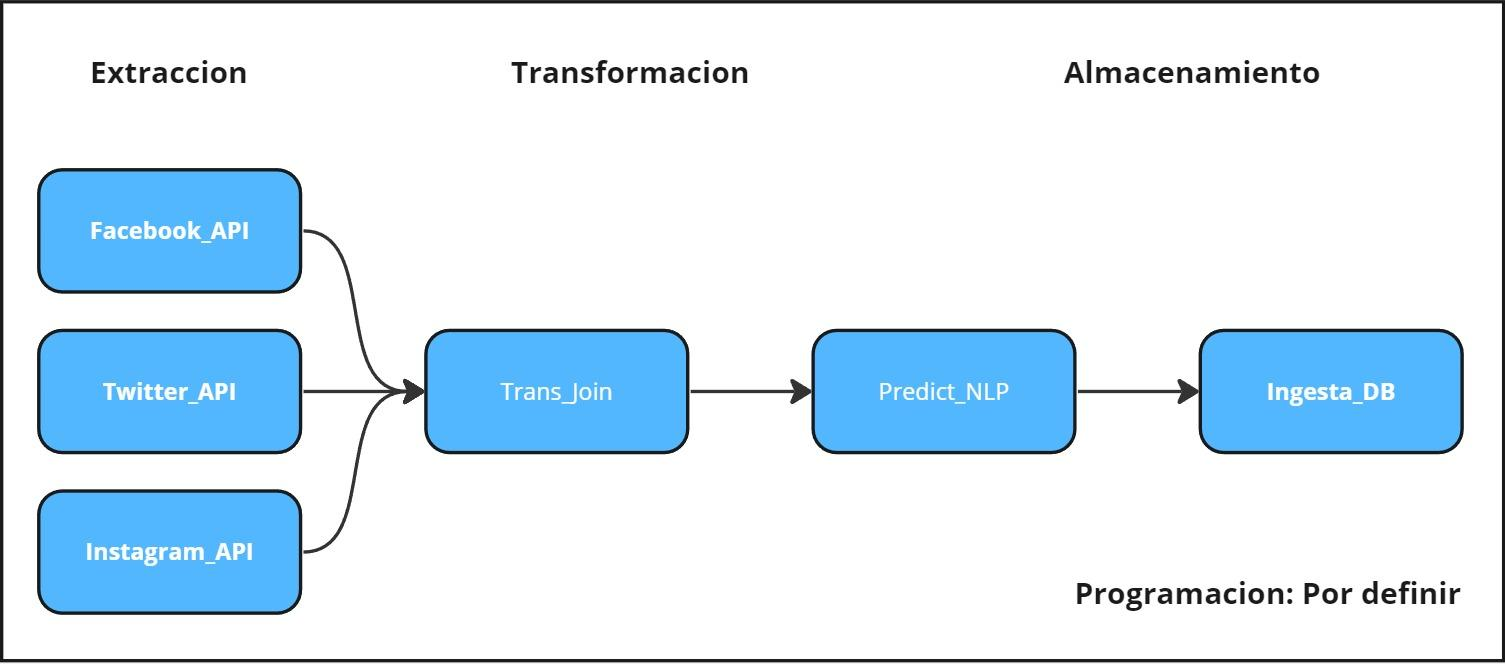 Extraccion
Transformacion
Almacenamiento
Facebook_API
Twitter_API
Trans_Join
Predict_NLP
Ingesta_DB
Instagram_API
Programacion: Por definir